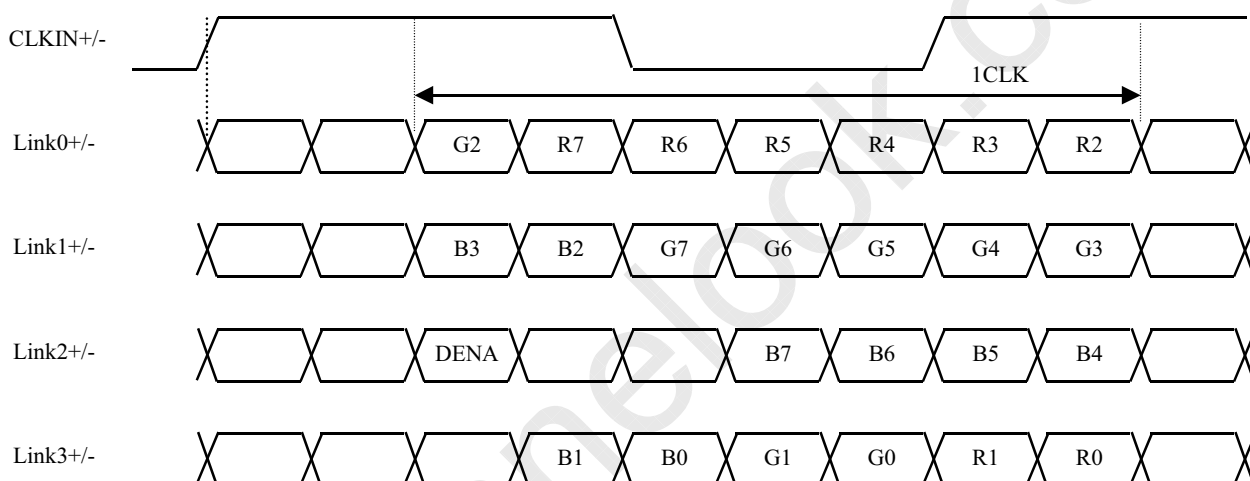 CLKIN+/-
1CLK
Link0+/- G2 R7 R6 R5 R4 R3 R2
Link1+/- B3 B2 G7 G6 G5 G4 G3
Link2+/- DENA B7 B6 B5 B4
Link3+/- B1 B0 G1 G0 R1 R0